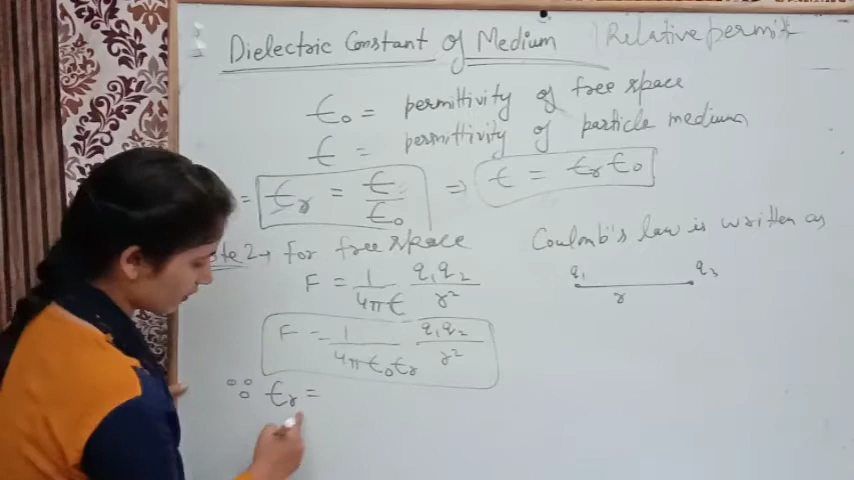 Dielectric Constant of Medium (Relative permit
ϵ₀ = permittivity of free space
ϵ = permittivity of particle medium
= ϵr = ϵ/ϵ₀ ⇒ ϵ = ϵr ϵ₀
te 2 → for free space Coulomb's law is written as
F = 1/4πϵ q₁q₂/r² q₁ q₂ r
F = 1/4πϵ₀ϵr q₁q₂/r²
∵ ϵr =